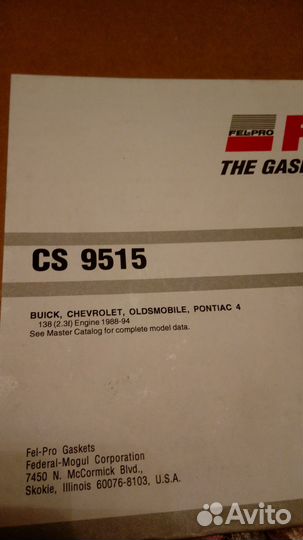 FEL-PRO
THE GASK
CS 9515
BUICK, CHEVROLET, OLDSMOBILE, PONTIAC 4
138 (2.3ℓ) Engine 1988-94
See Master Catalog for complete model data.
Fel-Pro Gaskets
Federal-Mogul Corporation
7450 N. McCormick Blvd.,
Skokie, Illinois 60076-8103, U.S.A.
Avito